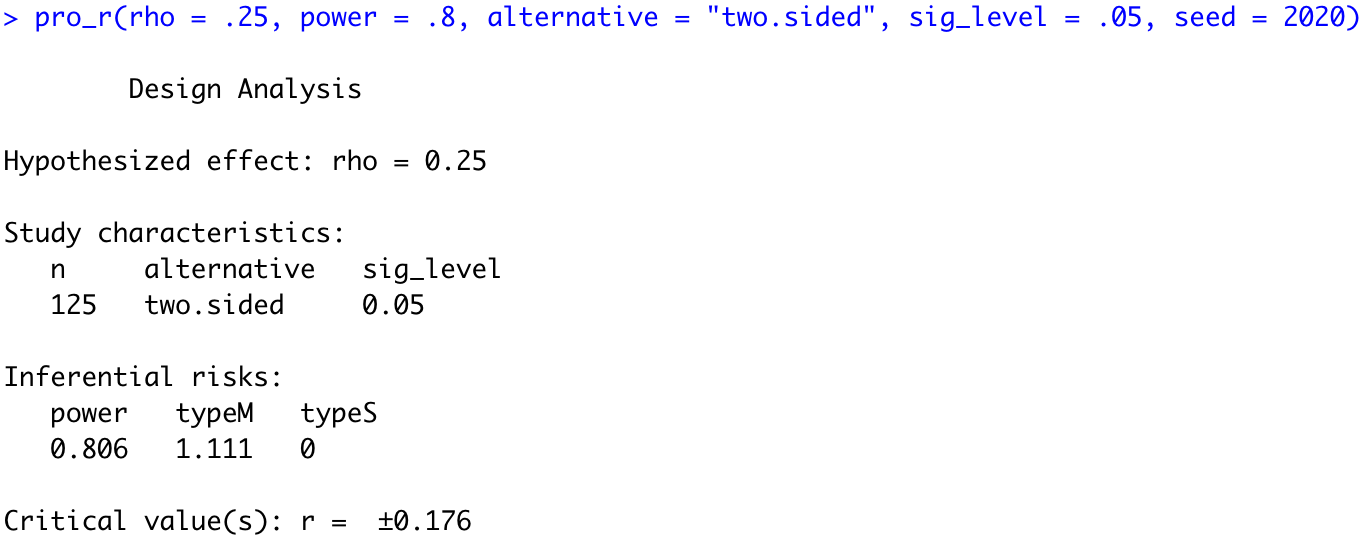 > pro_r(rho = .25, power = .8, alternative = "two.sided", sig_level = .05, seed = 2020)
Design Analysis
Hypothesized effect: rho = 0.25
Study characteristics:
n alternative sig_level
125 two.sided 0.05
Inferential risks:
power typeM typeS
0.806 1.111 0
Critical value(s): r = ±0.176